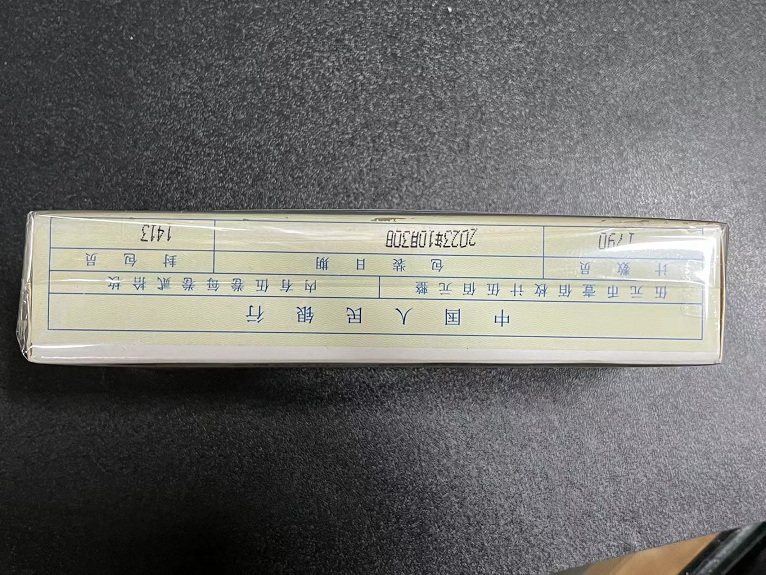 中国人民银行
伍元币壹佰枚计伍佰元整 内有伍卷每卷贰拾枚
计数员 包装日期 封包员
1790 2023年10月30日 1413